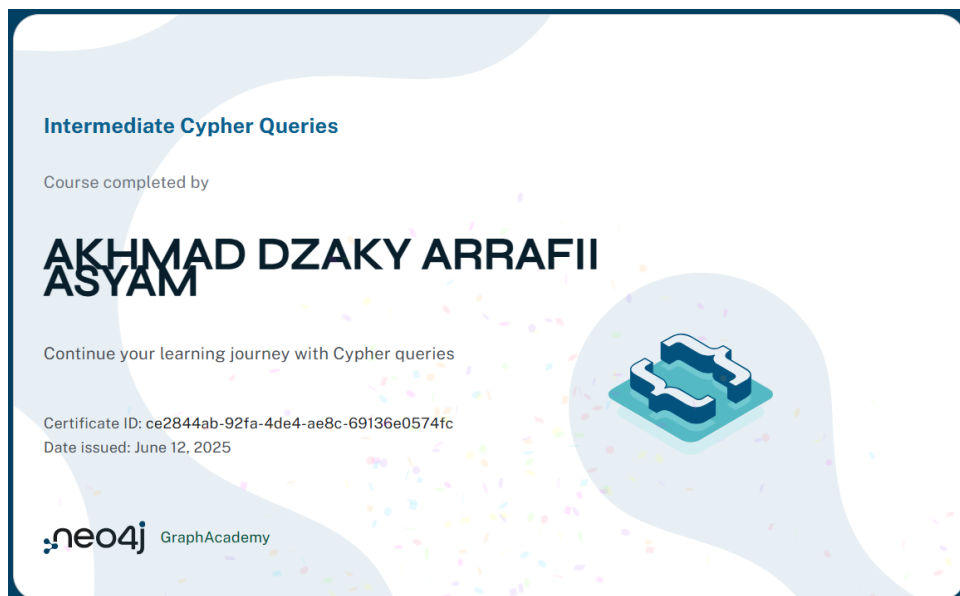 Intermediate Cypher Queries
Course completed by
AKHMAD DZAKY ARRAFII
ASYAM
Continue your learning journey with Cypher queries
Certificate ID: ce2844ab-92fa-4de4-ae8c-69136e0574fc
Date issued: June 12, 2025
neo4j GraphAcademy